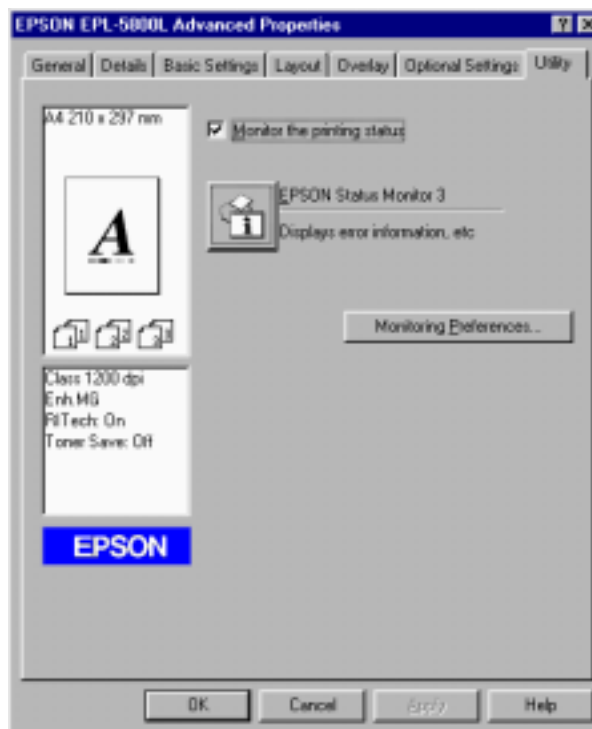 EPSON EPL-5800L Advanced Properties
General Details Basic Settings Layout Overlay Optional Settings Utility
A4 210 x 297 mm
Monitor the printing status
A
EPSON Status Monitor 3
Displays error information, etc
Monitoring Preferences...
Class 1200 dpi
Enh.MG
RITech: On
Toner Save: Off
EPSON
OK Cancel Apply Help